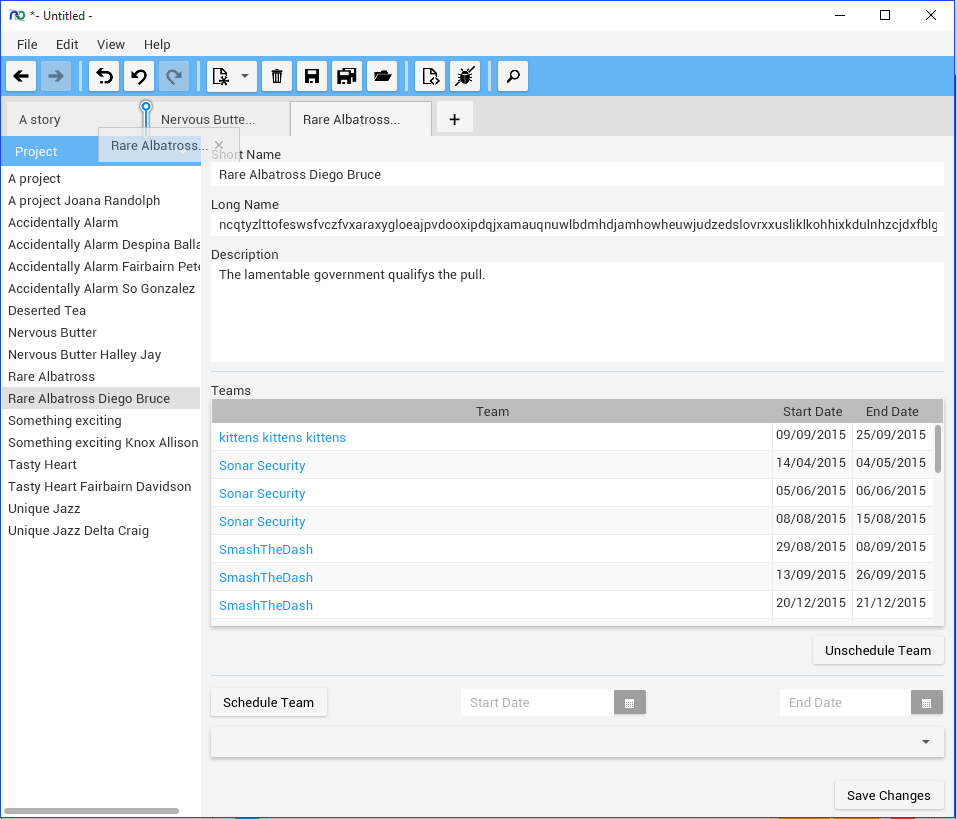 *- Untitled -
File Edit View Help
A story Nervous Butte... Rare Albatross... +
Rare Albatross...
Project
Short Name
A project
Rare Albatross Diego Bruce
A project Joana Randolph
Long Name
Accidentally Alarm
ncqtyzlttofeswsfvczfvxaraxygloeajpvdooxipdqjxamauqnuwlbdmhdjamhowheuwjudzedslovrxxusliklkohhixkdulnhzcjdxfblg
Accidentally Alarm Despina Balla
Description
Accidentally Alarm Fairbairn Pete
The lamentable government qualifys the pull.
Accidentally Alarm So Gonzalez
Deserted Tea
Nervous Butter
Nervous Butter Halley Jay
Rare Albatross
Rare Albatross Diego Bruce
Something exciting
Something exciting Knox Allison
Tasty Heart
Tasty Heart Fairbairn Davidson
Unique Jazz
Unique Jazz Delta Craig
Teams
Team Start Date End Date
kittens kittens kittens 09/09/2015 25/09/2015
Sonar Security 14/04/2015 04/05/2015
Sonar Security 05/06/2015 06/06/2015
Sonar Security 08/08/2015 15/08/2015
SmashTheDash 29/08/2015 08/09/2015
SmashTheDash 13/09/2015 26/09/2015
SmashTheDash 20/12/2015 21/12/2015
Unschedule Team
Schedule Team Start Date End Date
Save Changes